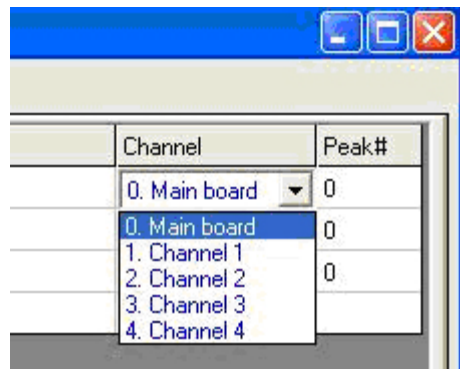 Channel Peak#
0. Main board 0
0. Main board 0
1. Channel 1
2. Channel 2 0
3. Channel 3
4. Channel 4